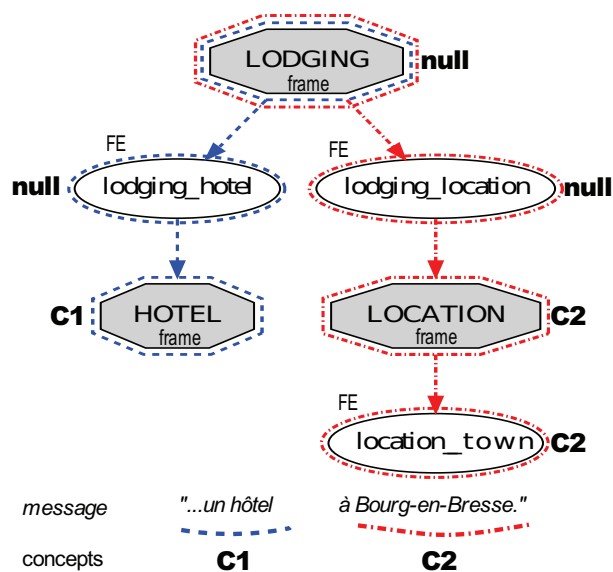 LODGING null
frame
FE FE
null lodging_hotel lodging_location null
C1 HOTEL LOCATION C2
frame frame
FE
location_town C2
message "...un hôtel à Bourg-en-Bresse."
concepts C1 C2